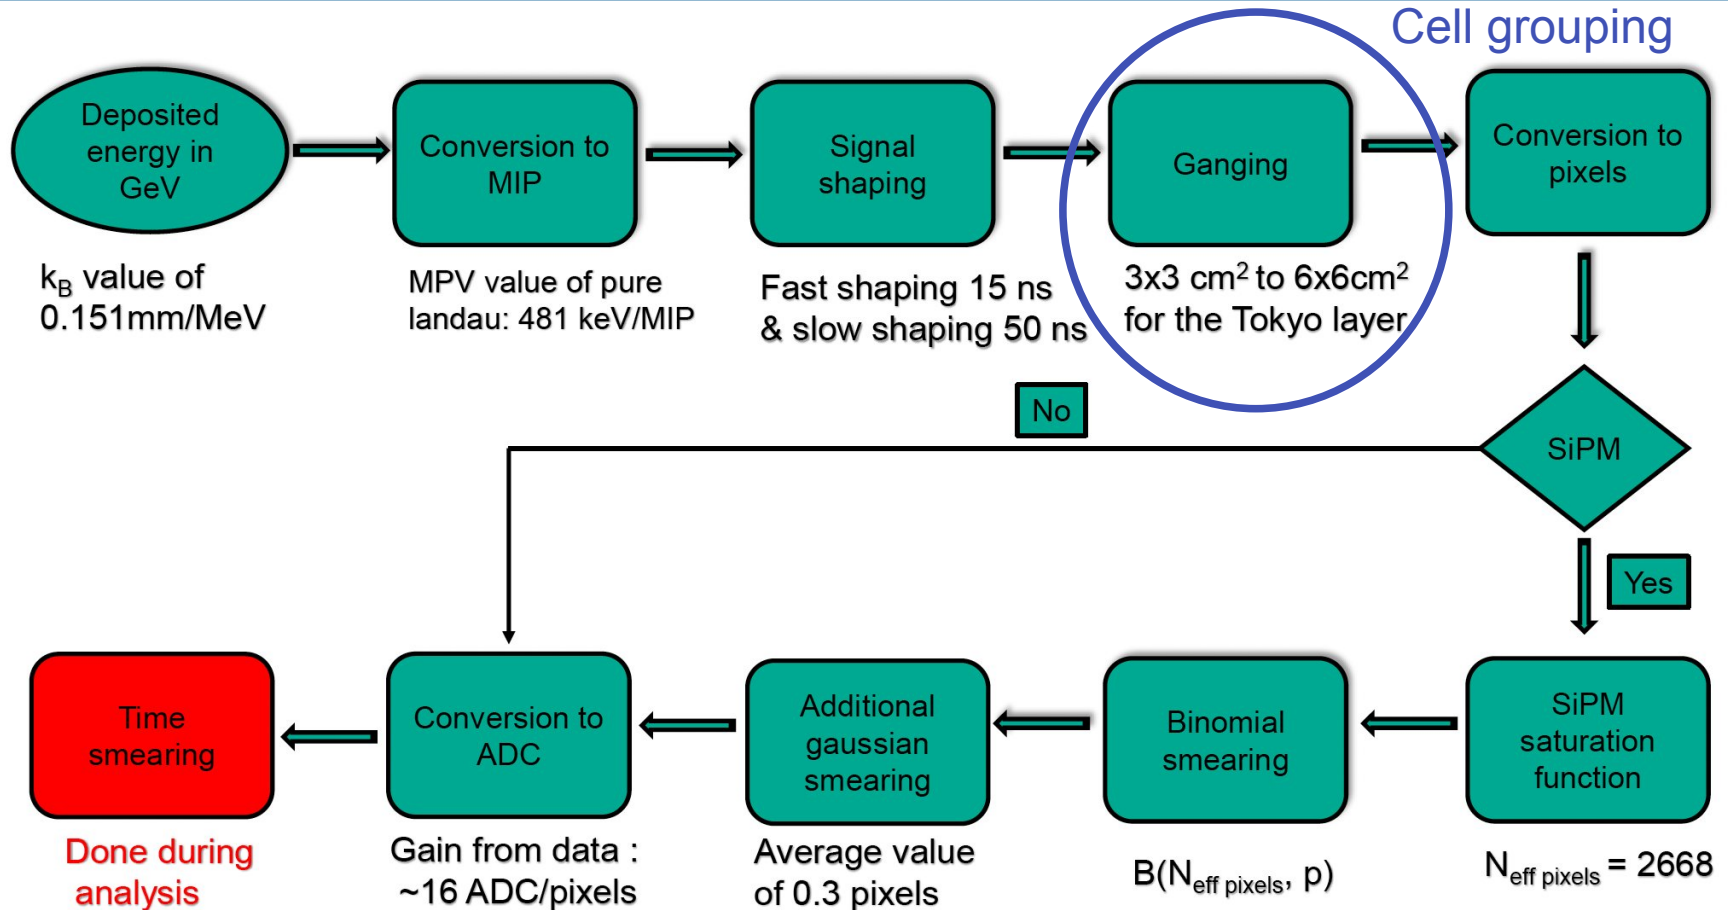 Cell grouping
Deposited
energy in
GeV
Conversion to
MIP
Signal
shaping
Ganging
Conversion to
pixels
k_B value of
0.151mm/MeV
MPV value of pure
landau: 481 keV/MIP
Fast shaping 15 ns
& slow shaping 50 ns
3x3 cm² to 6x6cm²
for the Tokyo layer
No
SiPM
Yes
Time
smearing
Conversion to
ADC
Additional
gaussian
smearing
Binomial
smearing
SiPM
saturation
function
Done during
analysis
Gain from data :
~16 ADC/pixels
Average value
of 0.3 pixels
B(N_eff pixels, p)
N_eff pixels = 2668